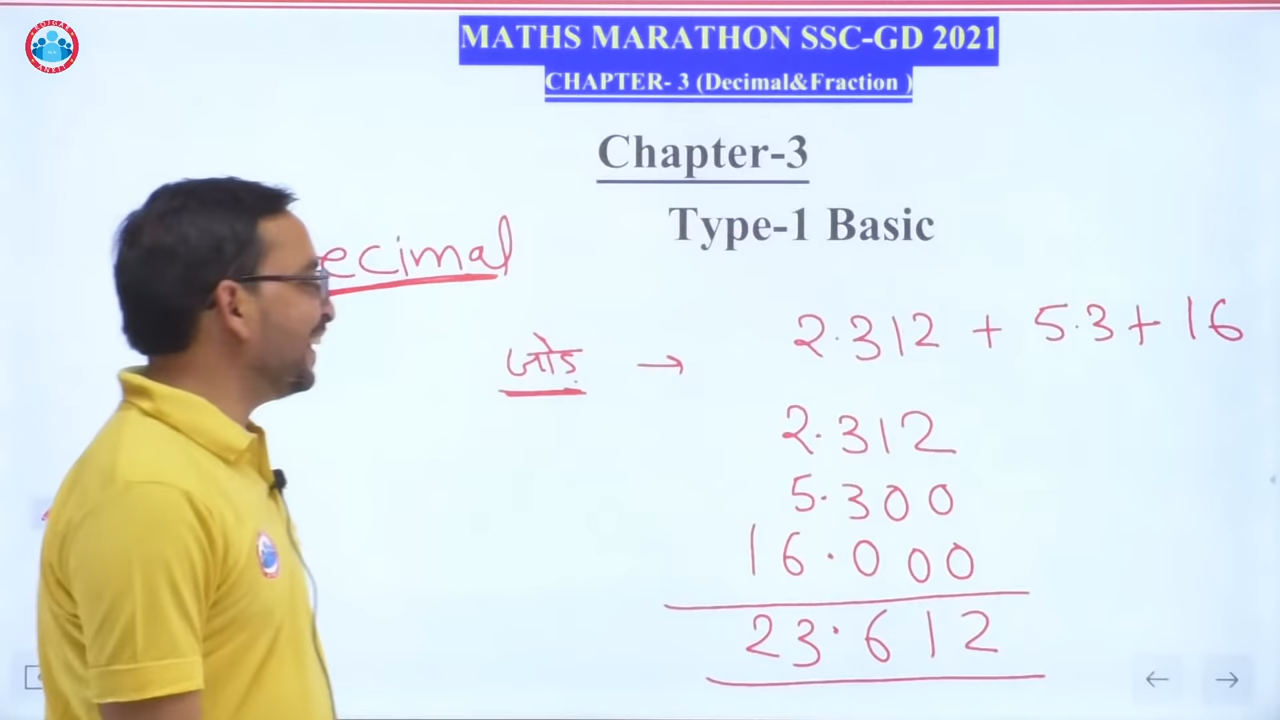 MATHS MARATHON SSC-GD 2021
CHAPTER- 3 (Decimal&Fraction )
Chapter-3
Type-1 Basic
ecimal
जोड़ → 2.312 + 5.3 + 16
2.312
5.300
16.000
23.612